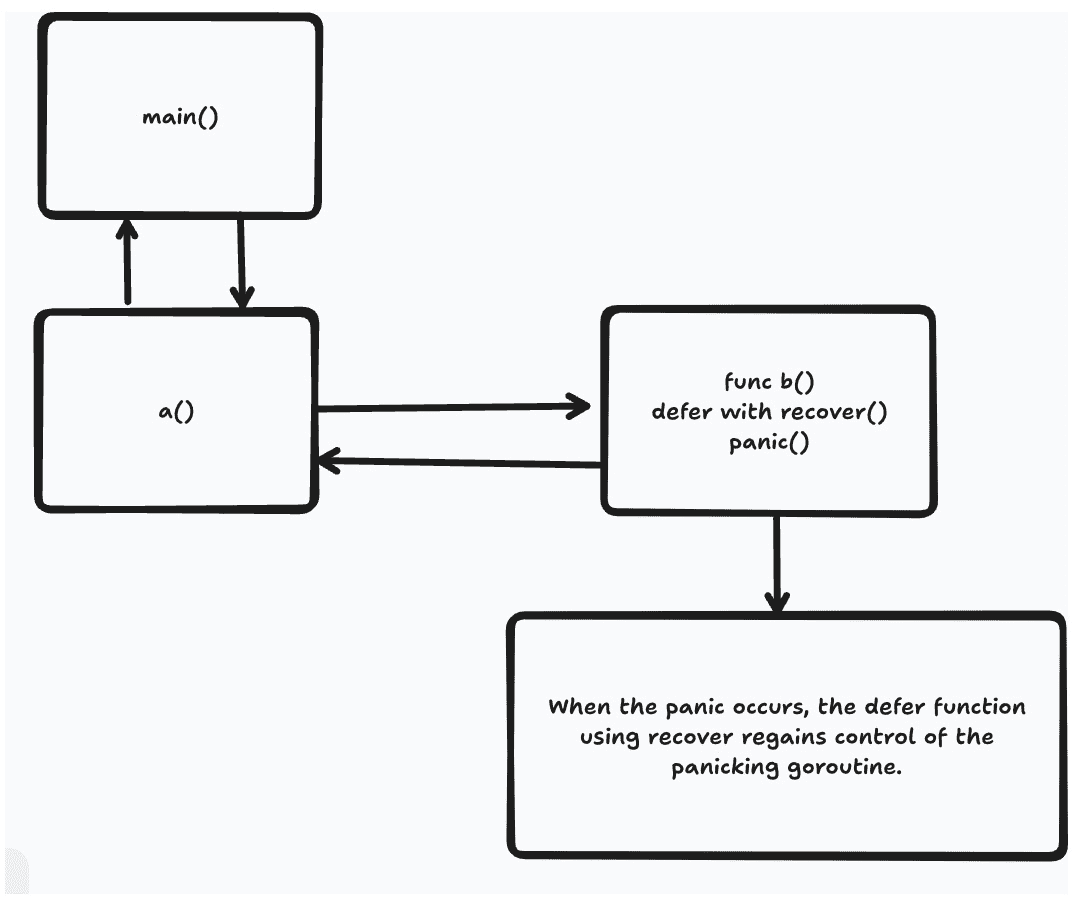 main()
a()
func b()
defer with recover()
panic()
When the panic occurs, the defer function
using recover regains control of the
panicking goroutine.